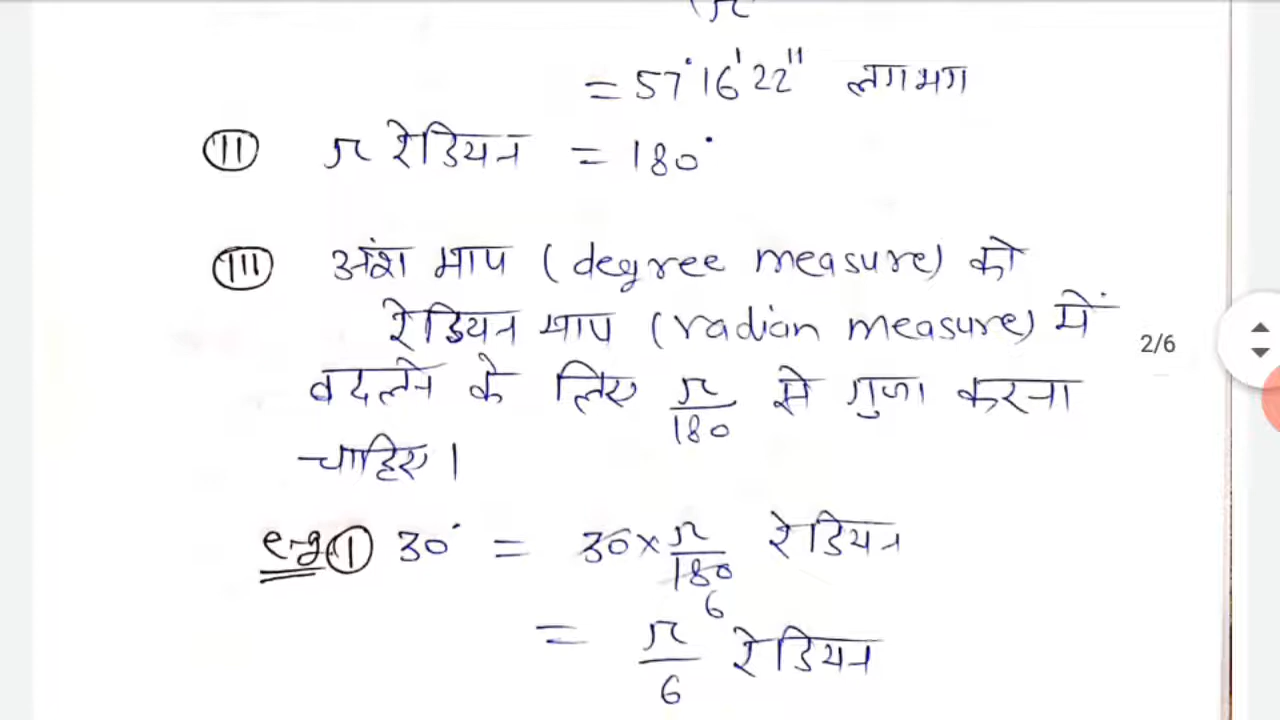 π
= 57°16'22" लगभग
(II) π रेडियन = 180°
(III) अंश माप (degree measure) को
रेडियन माप (radian measure) में
2/6
बदलने के लिए π/180 से गुणा करना
चाहिए।
e-g (1) 30° = 30 × π/180 रेडियन
6
= π/6 रेडियन